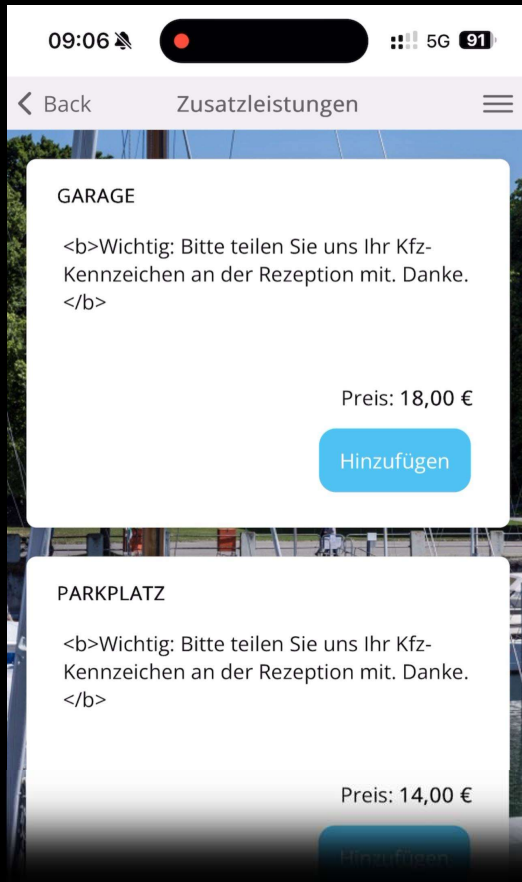 09:06
5G 91
Back Zusatzleistungen
GARAGE
<b>Wichtig: Bitte teilen Sie uns Ihr Kfz-
Kennzeichen an der Rezeption mit. Danke.
</b>
Preis: 18,00 €
Hinzufügen
PARKPLATZ
<b>Wichtig: Bitte teilen Sie uns Ihr Kfz-
Kennzeichen an der Rezeption mit. Danke.
</b>
Preis: 14,00 €
Hinzufügen